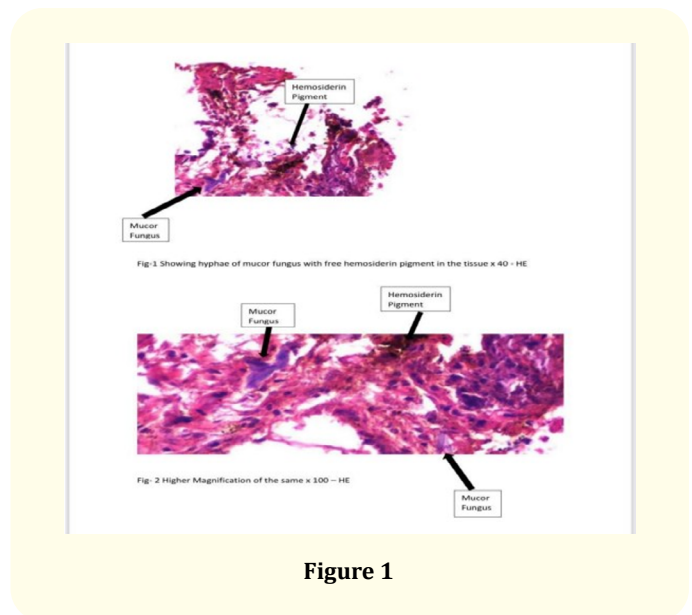 Hemosiderin
Pigment
Mucor
Fungus
Fig-1 Showing hyphae of mucor fungus with free hemosiderin pigment in the tissue x 40 - HE
Hemosiderin
Pigment
Mucor
Fungus
Fig- 2 Higher Magnification of the same x 100 – HE
Mucor
Fungus
Figure 1